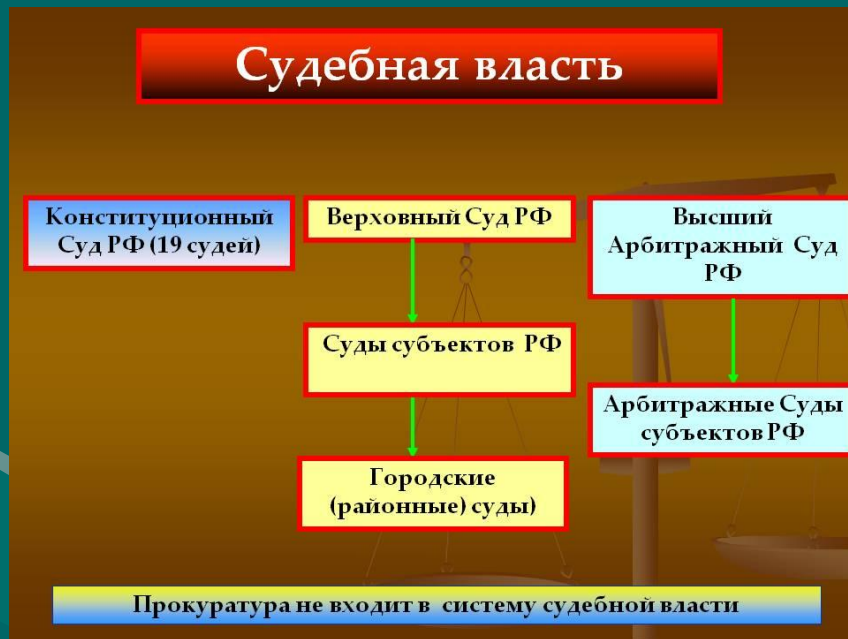 Судебная власть
Конституционный
Суд РФ (19 судей)
Верховный Суд РФ
Высший
Арбитражный Суд
РФ
Суды субъектов РФ
Арбитражные Суды
субъектов РФ
Городские
(районные) суды)
Прокуратура не входит в систему судебной власти